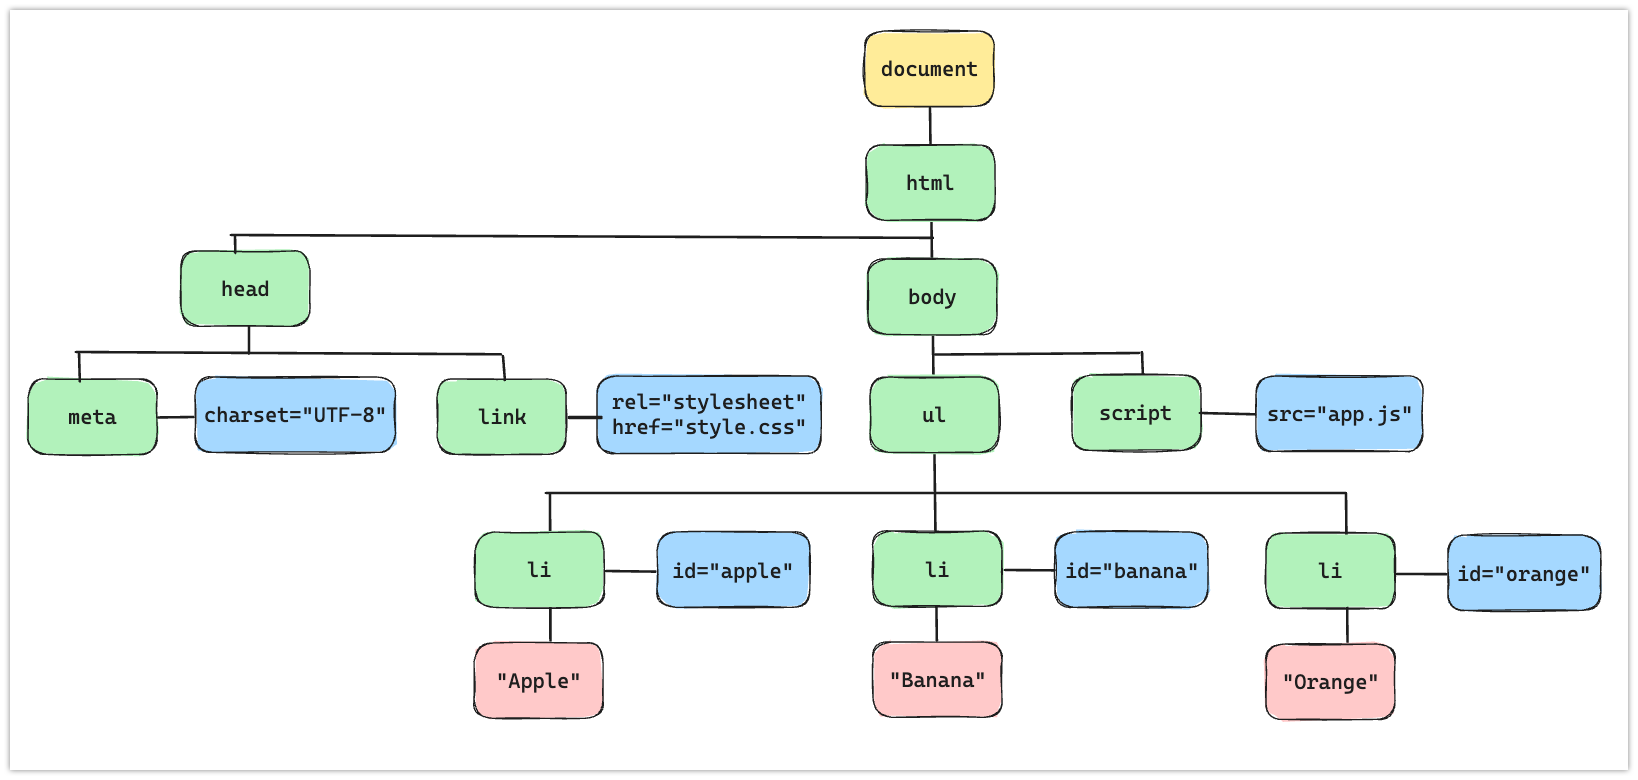 document
html
head
body
meta
charset="UTF-8"
link
rel="stylesheet"
href="style.css"
ul
script
src="app.js"
li
id="apple"
li
id="banana"
li
id="orange"
"Apple"
"Banana"
"Orange"